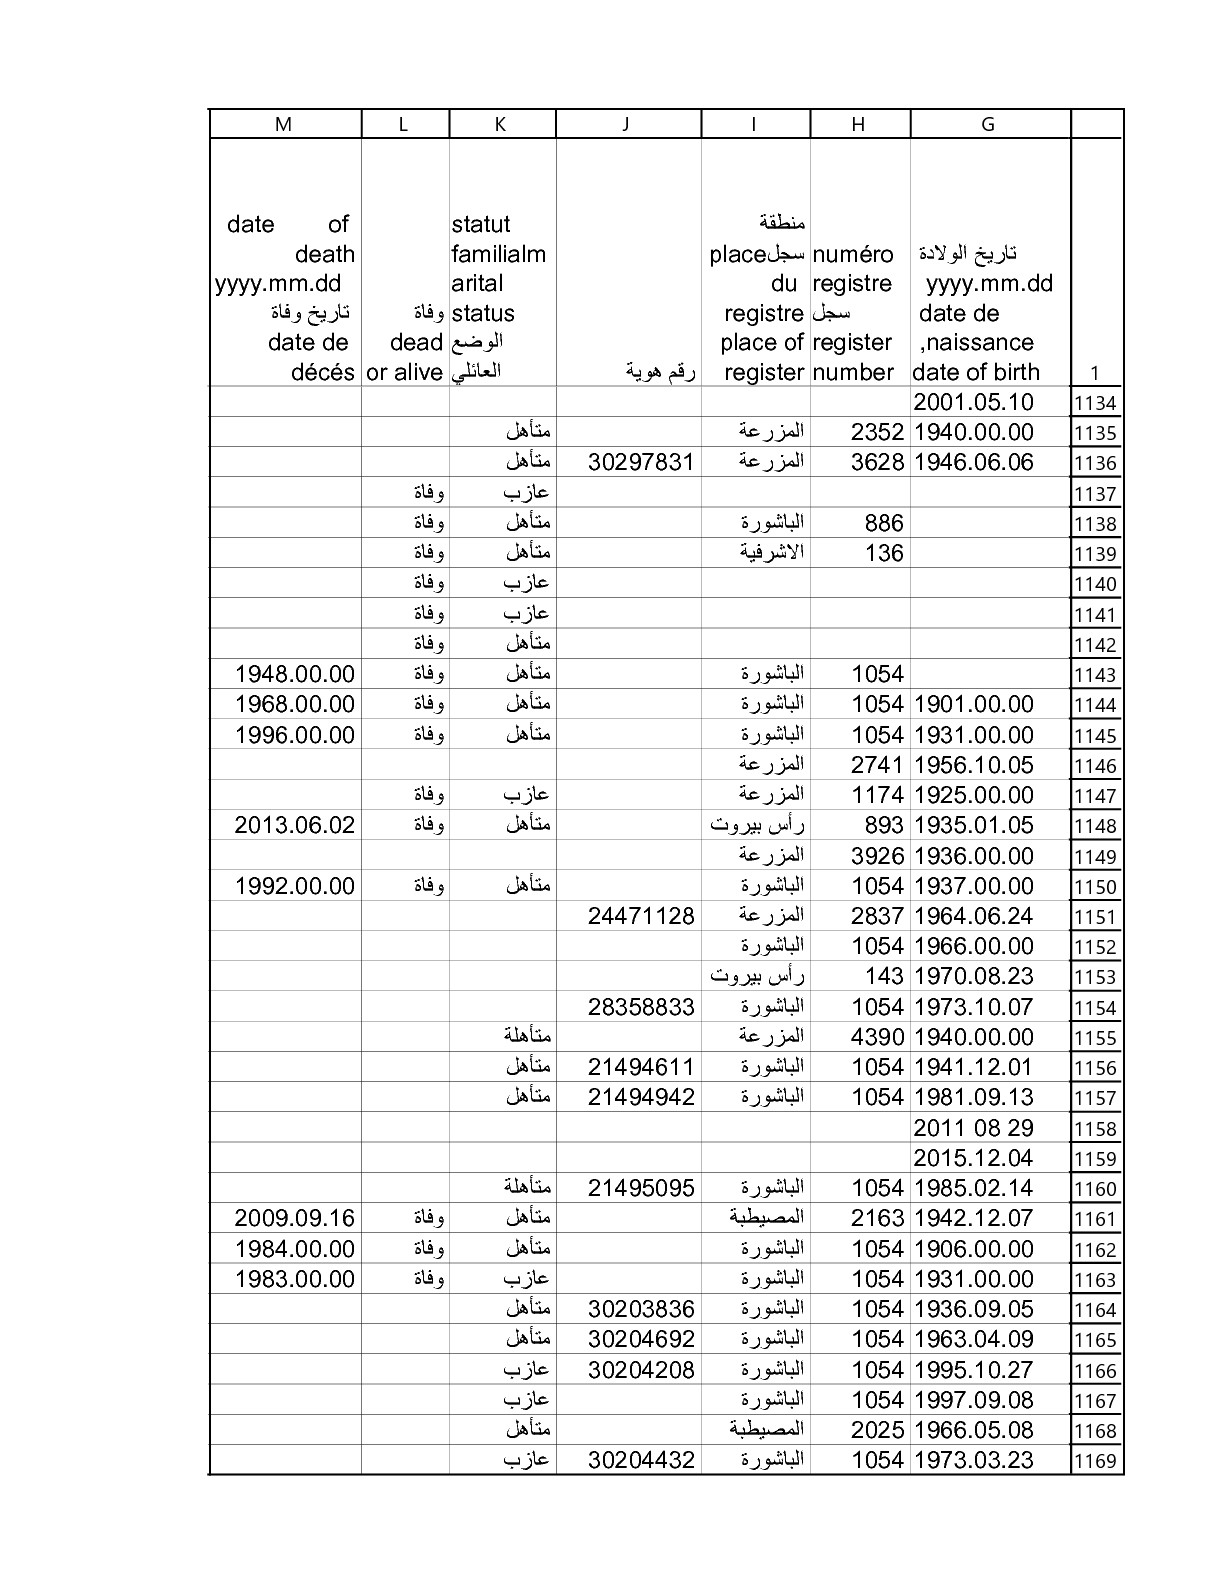 M L K J I H G
date of death yyyy.mm.dd تاريخ وفاة date de décés | وفاة dead or alive | statut familialm arital status الوضع العائلي | رقم هوية | منطقة سجلplace du registre place of register | numéro registre سجل register number | تاريخ الولادة yyyy.mm.dd date de ,naissance date of birth | 1
2001.05.10 1134
متأهل المزرعة 2352 1940.00.00 1135
متأهل 30297831 المزرعة 3628 1946.06.06 1136
وفاة عازب 1137
وفاة متأهل الباشورة 886 1138
وفاة متأهل الاشرفية 136 1139
وفاة عازب 1140
وفاة عازب 1141
وفاة متأهل 1142
1948.00.00 وفاة متأهل الباشورة 1054 1143
1968.00.00 وفاة متأهل الباشورة 1054 1901.00.00 1144
1996.00.00 وفاة متأهل الباشورة 1054 1931.00.00 1145
المزرعة 2741 1956.10.05 1146
وفاة عازب المزرعة 1174 1925.00.00 1147
2013.06.02 وفاة متأهل رأس بيروت 893 1935.01.05 1148
المزرعة 3926 1936.00.00 1149
1992.00.00 وفاة متأهل الباشورة 1054 1937.00.00 1150
24471128 المزرعة 2837 1964.06.24 1151
الباشورة 1054 1966.00.00 1152
رأس بيروت 143 1970.08.23 1153
28358833 الباشورة 1054 1973.10.07 1154
متأهلة المزرعة 4390 1940.00.00 1155
متأهل 21494611 الباشورة 1054 1941.12.01 1156
متأهل 21494942 الباشورة 1054 1981.09.13 1157
2011 08 29 1158
2015.12.04 1159
متأهلة 21495095 الباشورة 1054 1985.02.14 1160
2009.09.16 وفاة متأهل المصيطبة 2163 1942.12.07 1161
1984.00.00 وفاة متأهل الباشورة 1054 1906.00.00 1162
1983.00.00 وفاة عازب الباشورة 1054 1931.00.00 1163
متأهل 30203836 الباشورة 1054 1936.09.05 1164
متأهل 30204692 الباشورة 1054 1963.04.09 1165
عازب 30204208 الباشورة 1054 1995.10.27 1166
عازب الباشورة 1054 1997.09.08 1167
متأهل المصيطبة 2025 1966.05.08 1168
عازب 30204432 الباشورة 1054 1973.03.23 1169